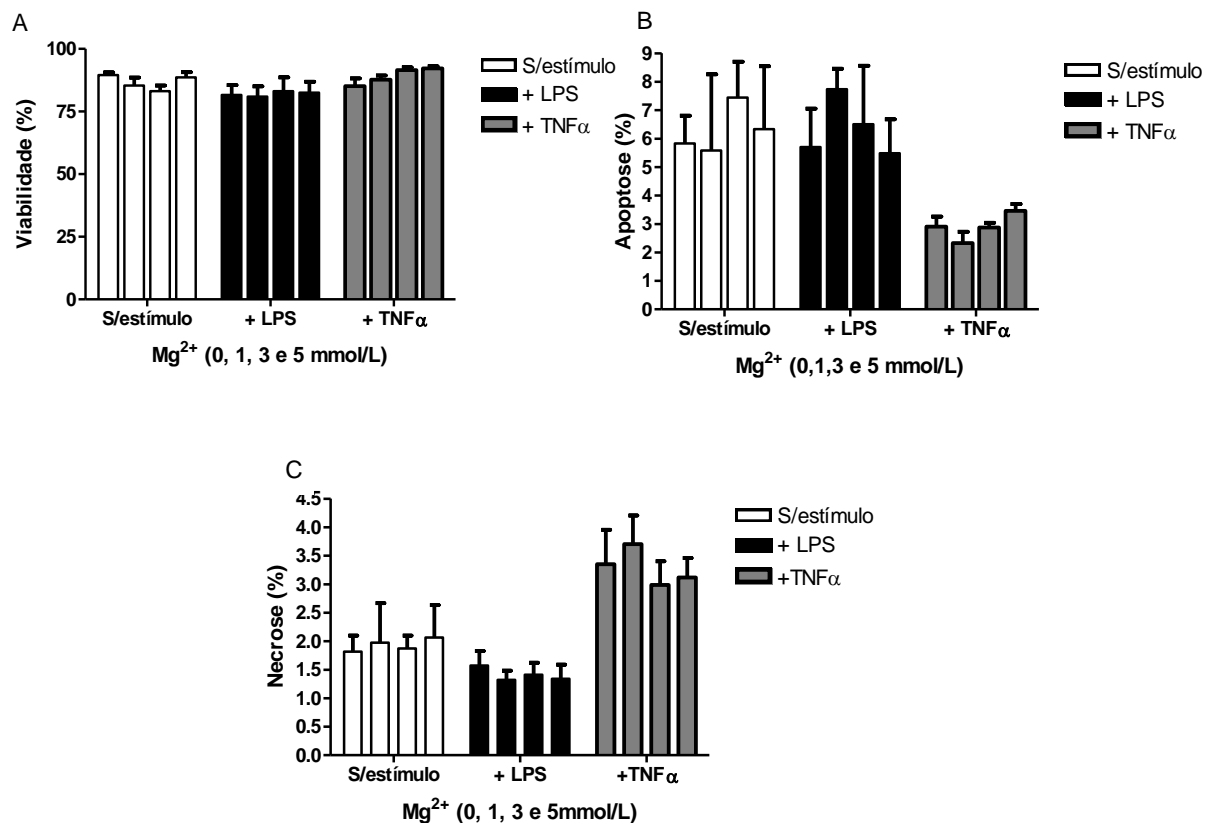 A
100
75
50
25
0
Viabilidade (%)
S/estímulo
+ LPS
+ TNFα
S/estímulo
+ LPS
+ TNFα
Mg2+ (0, 1, 3 e 5 mmol/L)
B
9
8
7
6
5
4
3
2
1
0
Apoptose (%)
S/estímulo
+ LPS
+ TNFα
S/estímulo
+ LPS
+ TNFα
Mg2+ (0,1,3 e 5 mmol/L)
C
4.5
4.0
3.5
3.0
2.5
2.0
1.5
1.0
0.5
0.0
Necrose (%)
S/estímulo
+ LPS
+TNFα
S/estímulo
+ LPS
+TNFα
Mg2+ (0, 1, 3 e 5mmol/L)